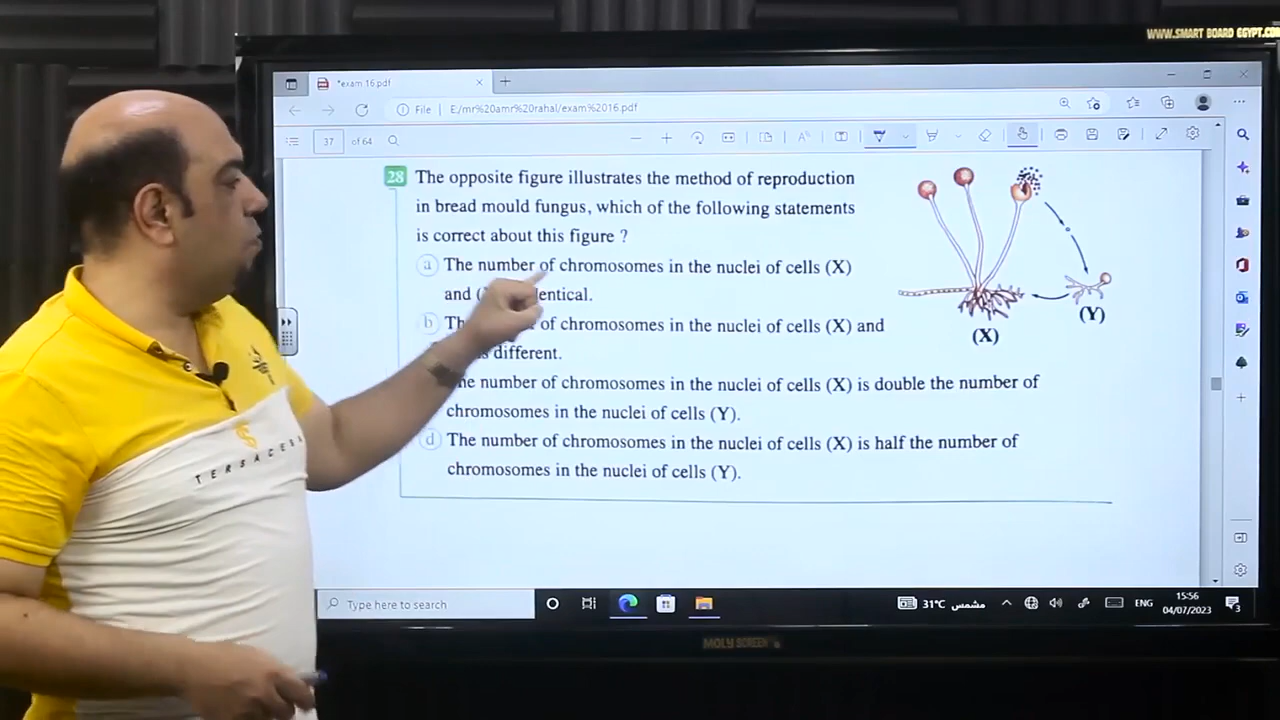 WWW.SMART BOARD EGYPT.COM
*exam 16.pdf
File E:/mr%20amr%20rahal/exam%2016.pdf
37 of 64
28 The opposite figure illustrates the method of reproduction
in bread mould fungus, which of the following statements
is correct about this figure ?
a The number of chromosomes in the nuclei of cells (X)
and ( entical.
b Th of chromosomes in the nuclei of cells (X) and
different.
number of chromosomes in the nuclei of cells (X) is double the number of
chromosomes in the nuclei of cells (Y).
d The number of chromosomes in the nuclei of cells (X) is half the number of
chromosomes in the nuclei of cells (Y).
(X)
(Y)
TERSACESS
Type here to search
31°C مشمس
ENG
15:56
04/07/2023
3
MOLY SCREEN